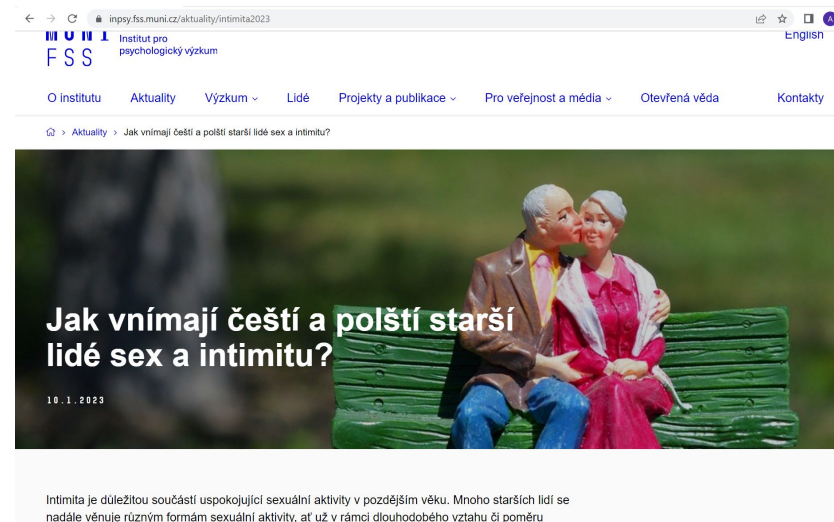 inpsy.fss.muni.cz/aktuality/intimita2023
A
MUNI
FSS
Institut pro
psychologický výzkum
English
O institutu Aktuality Výzkum Lidé Projekty a publikace Pro veřejnost a média Otevřená věda Kontakty
Aktuality > Jak vnímají čeští a polští starší lidé sex a intimitu?
Jak vnímají čeští a polští starší
lidé sex a intimitu?
10.1.2023
Intimita je důležitou součástí uspokojující sexuální aktivity v pozdějším věku. Mnoho starších lidí se
nadále věnuje různým formám sexuální aktivity, ať už v rámci dlouhodobého vztahu či poměru